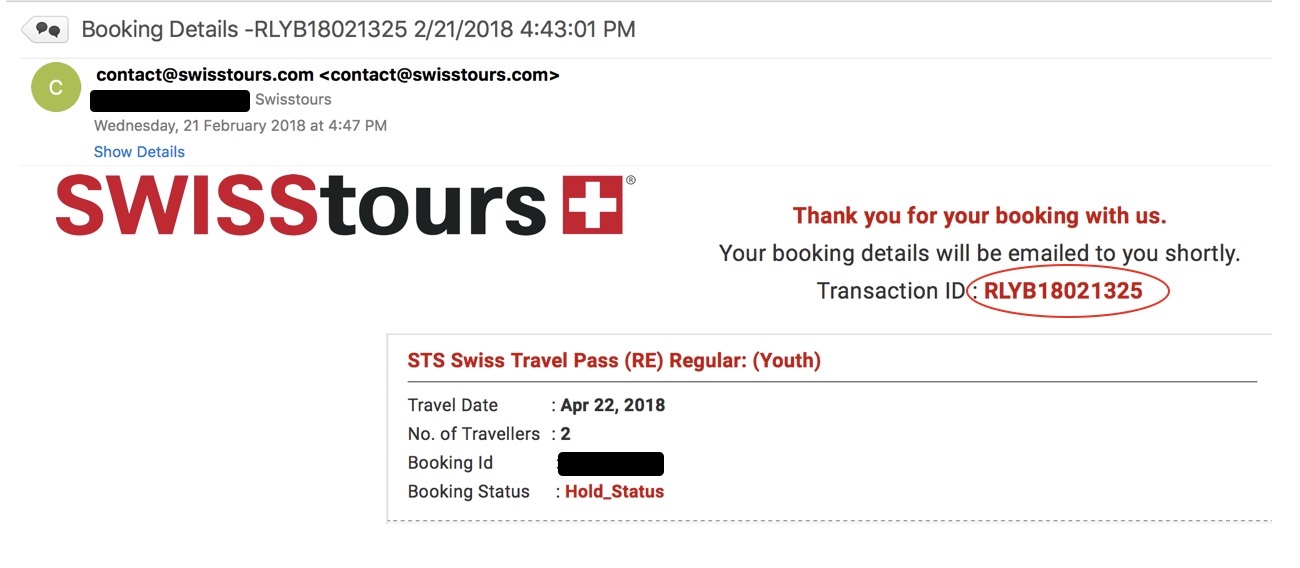 Booking Details -RLYB18021325 2/21/2018 4:43:01 PM
C
contact@swisstours.com <contact@swisstours.com>
Swisstours
Wednesday, 21 February 2018 at 4:47 PM
Show Details
SWISStours ®
Thank you for your booking with us.
Your booking details will be emailed to you shortly.
Transaction ID : RLYB18021325
STS Swiss Travel Pass (RE) Regular: (Youth)
Travel Date : Apr 22, 2018
No. of Travellers : 2
Booking Id :
Booking Status : Hold_Status